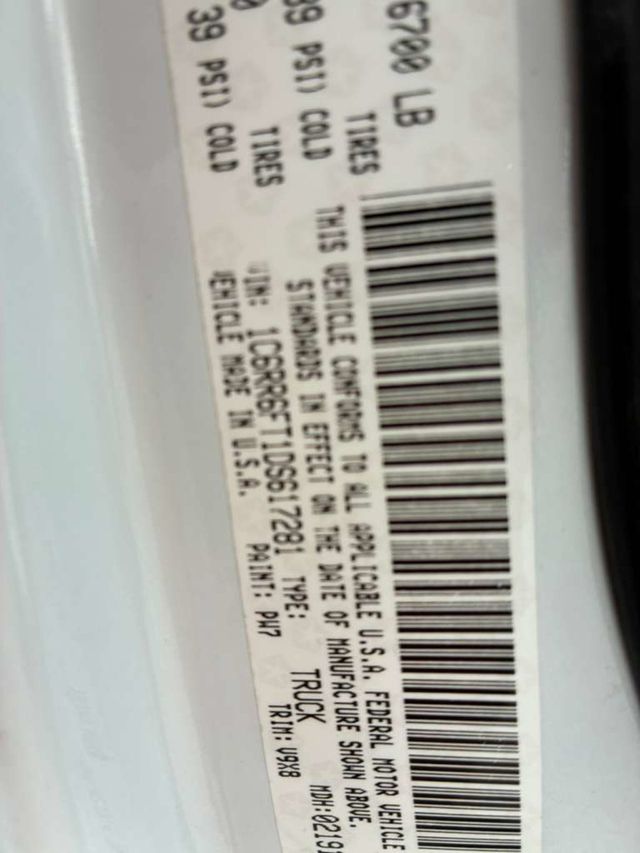 6700 LB
TIRES
39 PSI) COLD
TIRES
39 PSI) COLD
THIS VEHICLE CONFORMS TO ALL APPLICABLE U.S.A. FEDERAL MOTOR VEHICLE
STANDARDS IN EFFECT ON THE DATE OF MANUFACTURE SHOWN ABOVE.
VIN: 1C6RR6FT1DS617281 TYPE: TRUCK MDH:02191
VEHICLE MADE IN U.S.A. PAINT: PW7 TRIM: V9X8